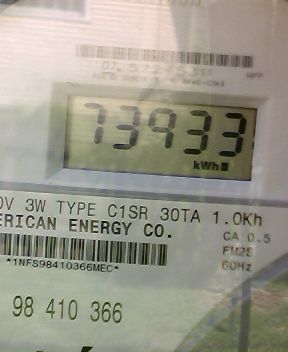 73933
kWh
0V 3W TYPE C1SR 30TA 1.0Kh
ERICAN ENERGY CO.
CA 0.5
FM2S
60Hz
*1NFS98410366MEC*
98 410 366